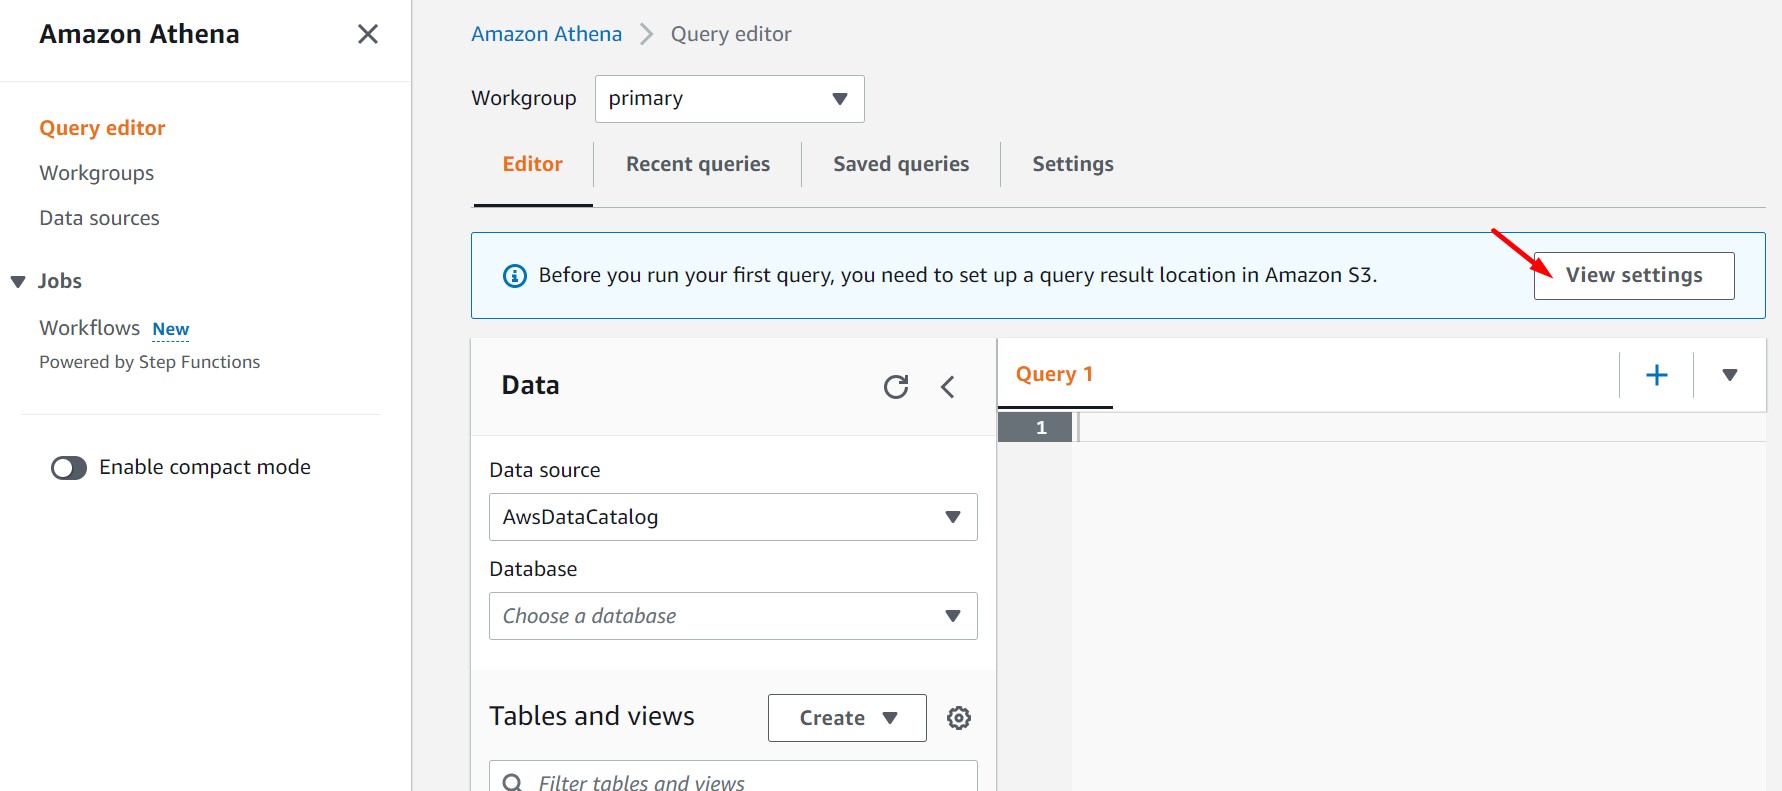 Amazon Athena
Query editor
Workgroups
Data sources
Jobs
Workflows New
Powered by Step Functions
Enable compact mode
Amazon Athena > Query editor
Workgroup primary
Editor Recent queries Saved queries Settings
Before you run your first query, you need to set up a query result location in Amazon S3. View settings
Data
Data source
AwsDataCatalog
Database
Choose a database
Tables and views Create
Filter tables and views
Query 1
1